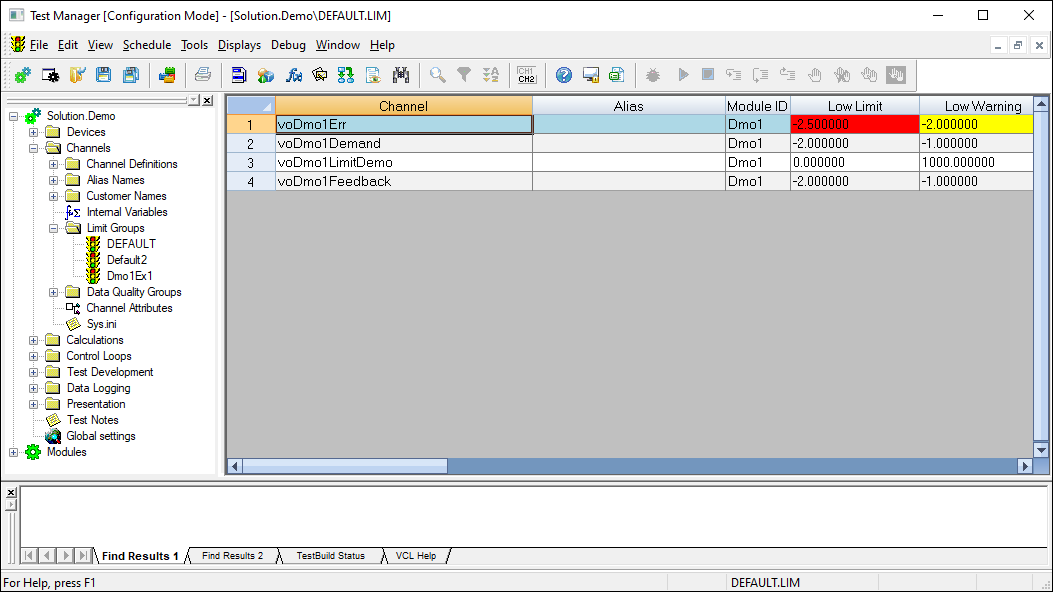 Test Manager [Configuration Mode] - [Solution.Demo\DEFAULT.LIM]
File Edit View Schedule Tools Displays Debug Window Help
CH1
CH2
Solution.Demo
Devices
Channels
Channel Definitions
Alias Names
Customer Names
Internal Variables
Limit Groups
DEFAULT
Default2
Dmo1Ex1
Data Quality Groups
Channel Attributes
Sys.ini
Calculations
Control Loops
Test Development
Data Logging
Presentation
Test Notes
Global settings
Modules
Channel Alias Module ID Low Limit Low Warning
1 voDmo1Err Dmo1 -2.500000 -2.000000
2 voDmo1Demand Dmo1 -2.000000 -1.000000
3 voDmo1LimitDemo Dmo1 0.000000 1000.000000
4 voDmo1Feedback Dmo1 -2.000000 -1.000000
Find Results 1 Find Results 2 TestBuild Status VCL Help
For Help, press F1 DEFAULT.LIM